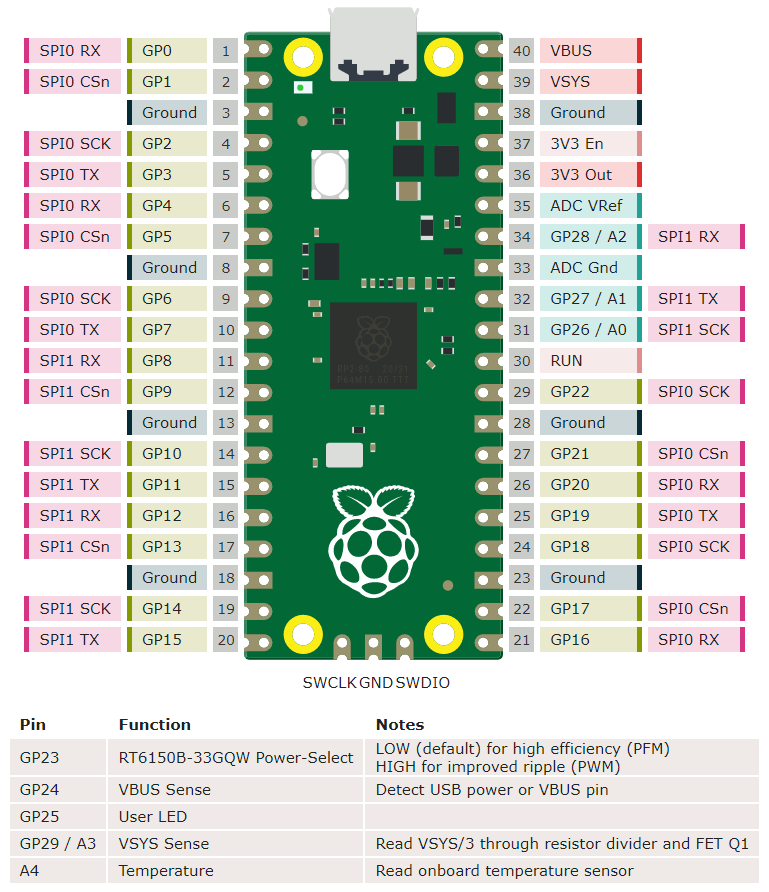 SPI0 RX GP0 1 40 VBUS
SPI0 CSn GP1 2 39 VSYS
Ground 3 38 Ground
SPI0 SCK GP2 4 37 3V3 En
SPI0 TX GP3 5 36 3V3 Out
SPI0 RX GP4 6 35 ADC VRef
SPI0 CSn GP5 7 34 GP28 / A2 SPI1 RX
Ground 8 33 ADC Gnd
SPI0 SCK GP6 9 32 GP27 / A1 SPI1 TX
SPI0 TX GP7 10 31 GP26 / A0 SPI1 SCK
SPI1 RX GP8 11 30 RUN
SPI1 CSn GP9 12 29 GP22 SPI0 SCK
Ground 13 28 Ground
SPI1 SCK GP10 14 27 GP21 SPI0 CSn
SPI1 TX GP11 15 26 GP20 SPI0 RX
SPI1 RX GP12 16 25 GP19 SPI0 TX
SPI1 CSn GP13 17 24 GP18 SPI0 SCK
Ground 18 23 Ground
SPI1 SCK GP14 19 22 GP17 SPI0 CSn
SPI1 TX GP15 20 21 GP16 SPI0 RX
SWCLK GND SWDIO
Pin Function Notes
GP23 RT6150B-33GQW Power-Select LOW (default) for high efficiency (PFM)
HIGH for improved ripple (PWM)
GP24 VBUS Sense Detect USB power or VBUS pin
GP25 User LED
GP29 / A3 VSYS Sense Read VSYS/3 through resistor divider and FET Q1
A4 Temperature Read onboard temperature sensor